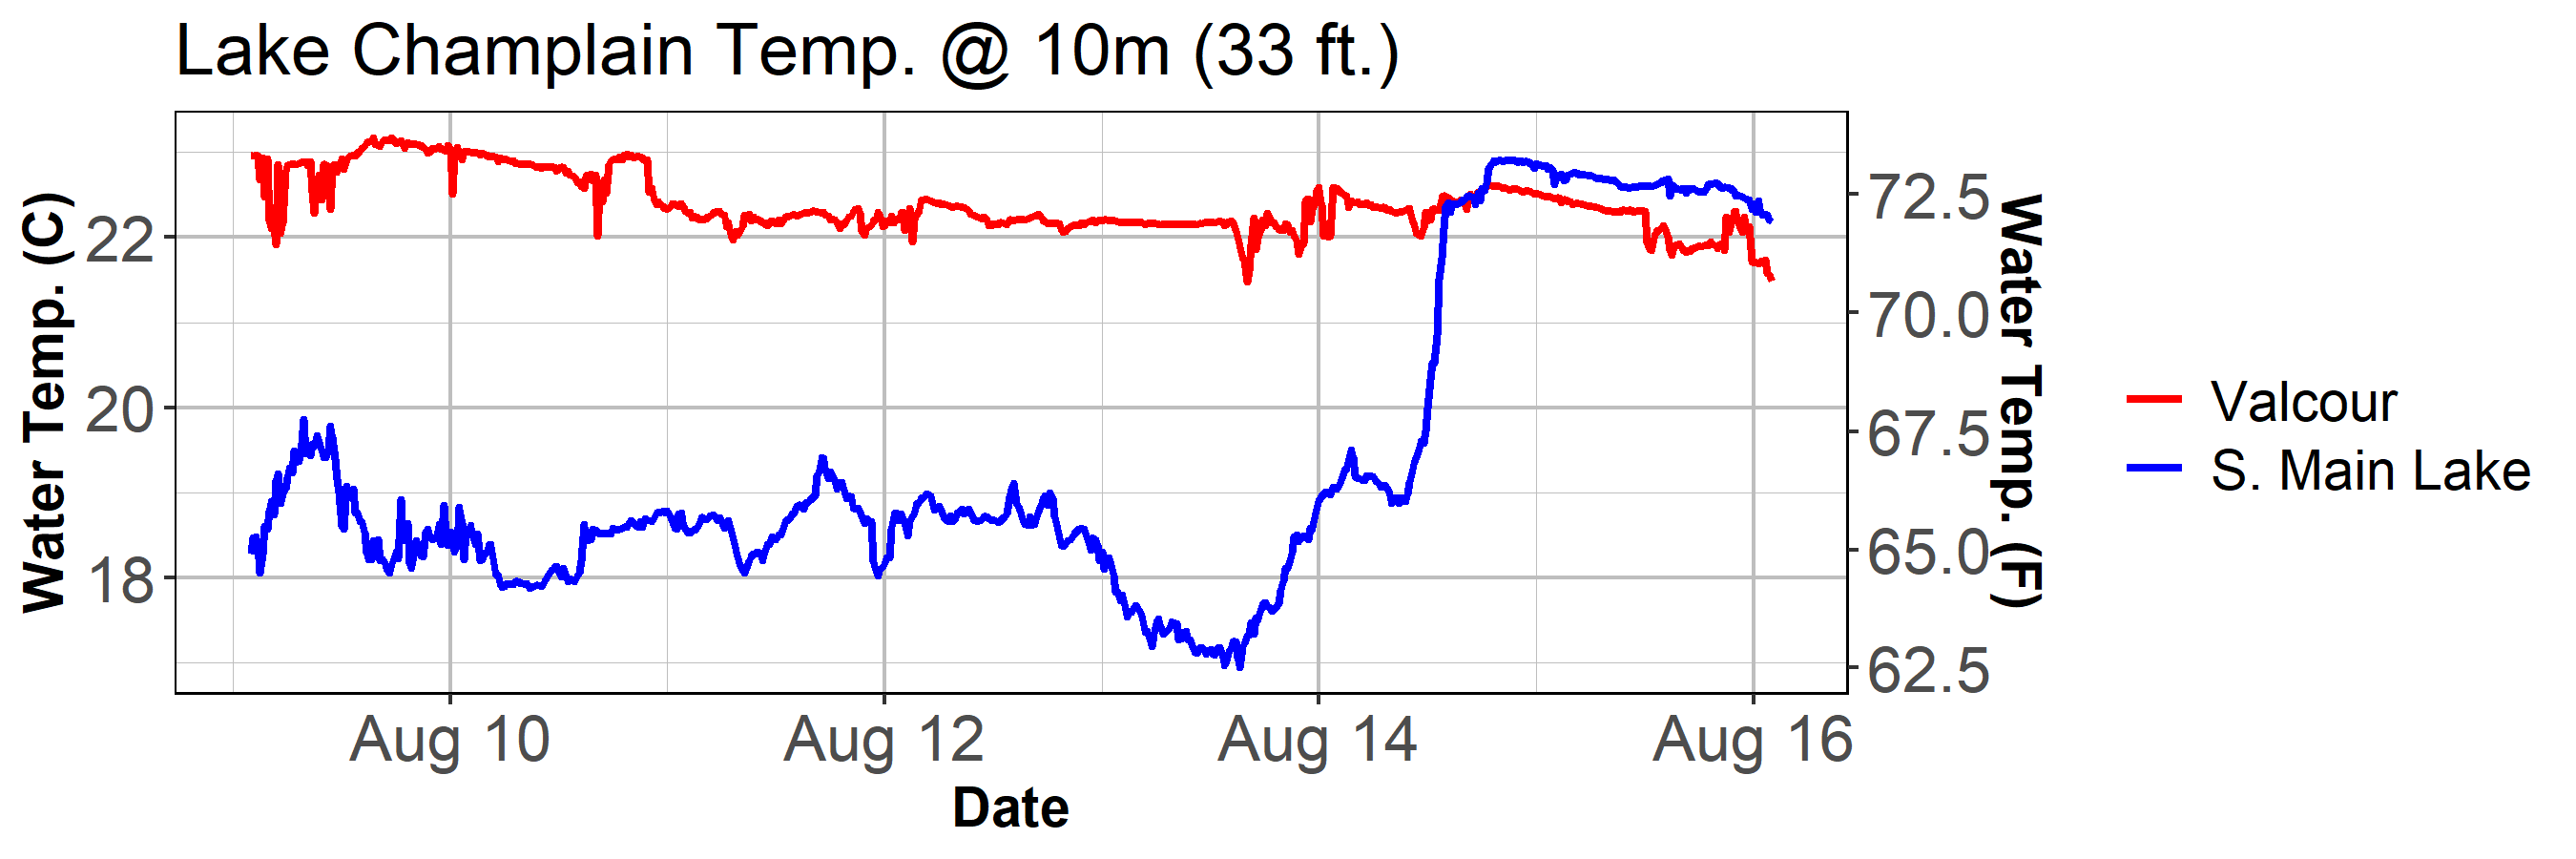 Lake Champlain Temp. @ 10m (33 ft.)
Water Temp. (C)
22
20
18
72.5
70.0
67.5
65.0
62.5
Water Temp. (F)
Aug 10
Aug 12
Aug 14
Aug 16
Date
Valcour
S. Main Lake